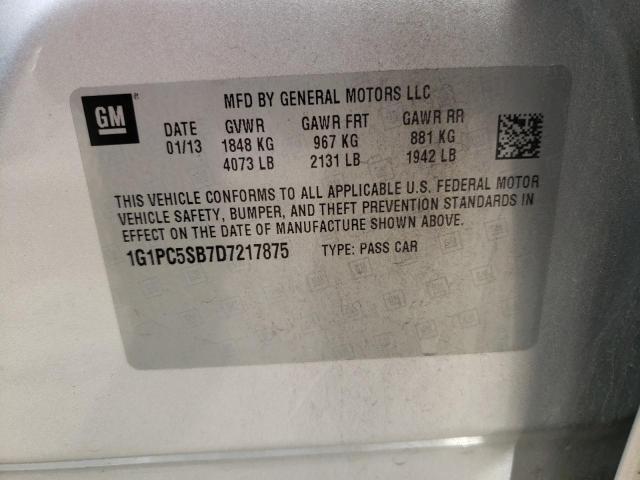 GM
MFD BY GENERAL MOTORS LLC
DATE GVWR GAWR FRT GAWR RR
01/13 1848 KG 967 KG 881 KG
4073 LB 2131 LB 1942 LB
THIS VEHICLE CONFORMS TO ALL APPLICABLE U.S. FEDERAL MOTOR
VEHICLE SAFETY, BUMPER, AND THEFT PREVENTION STANDARDS IN
EFFECT ON THE DATE OF MANUFACTURE SHOWN ABOVE.
1G1PC5SB7D7217875 TYPE: PASS CAR